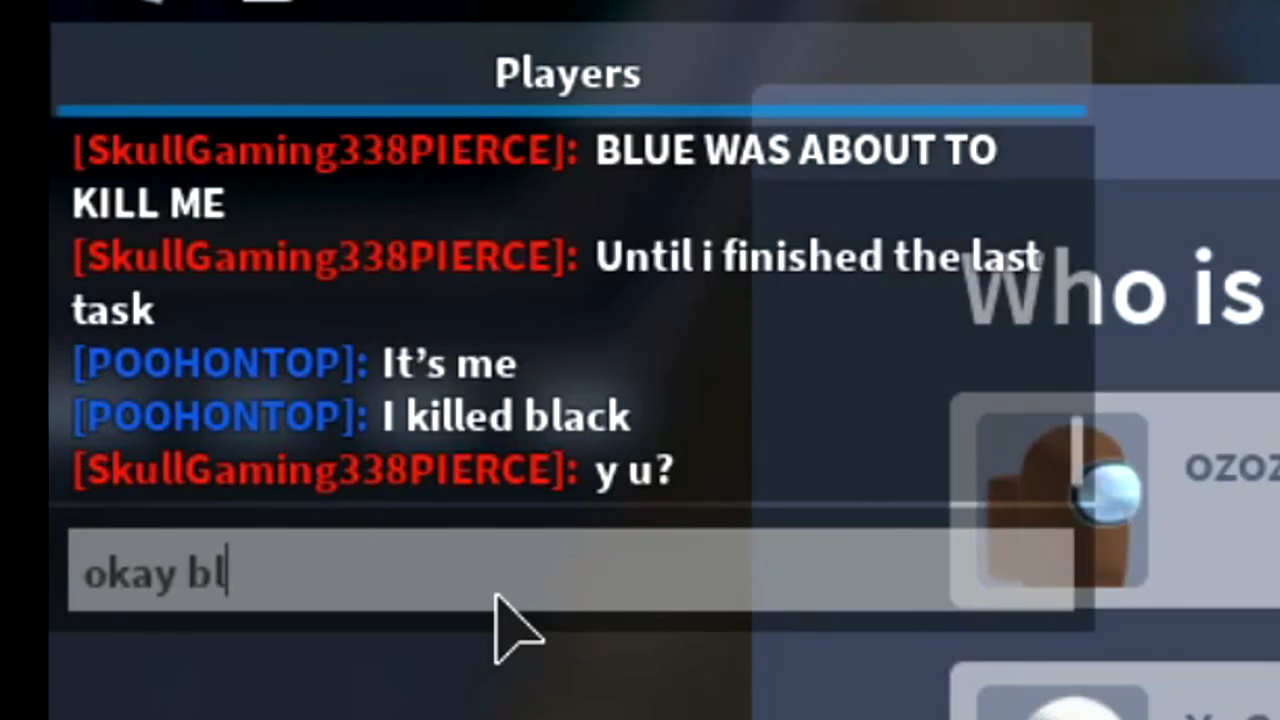 Players
[SkullGaming338PIERCE]: BLUE WAS ABOUT TO
KILL ME
[SkullGaming338PIERCE]: Until i finished the last
task
[POOHONTOP]: It’s me
[POOHONTOP]: I killed black
[SkullGaming338PIERCE]: y u?
okay bl
Who is
ozoz